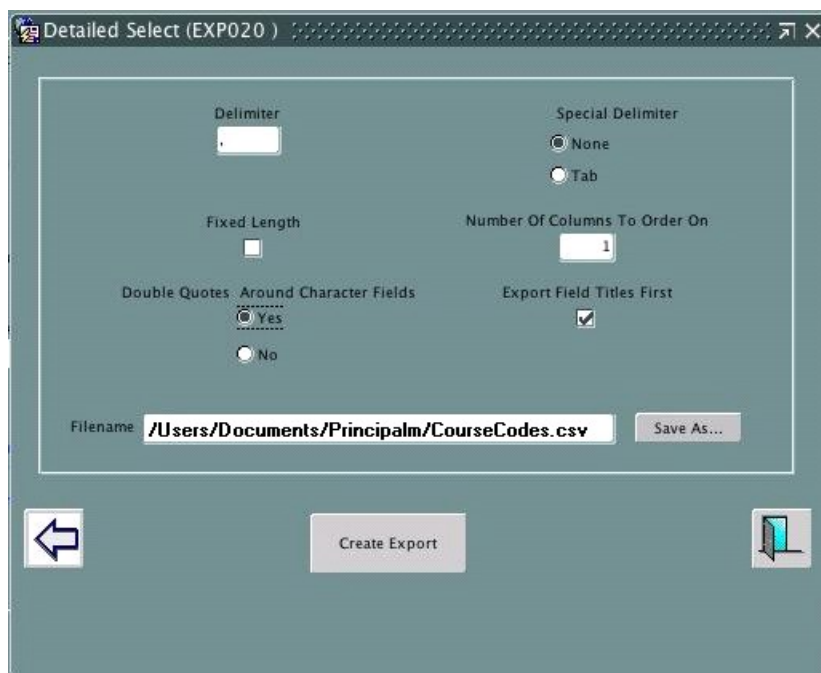 Detailed Select (EXP020 )
Delimiter
,
Special Delimiter
None
Tab
Fixed Length
Number Of Columns To Order On
1
Double Quotes Around Character Fields
Yes
No
Export Field Titles First
Filename /Users/Documents/Principalm/CourseCodes.csv Save As...
Create Export